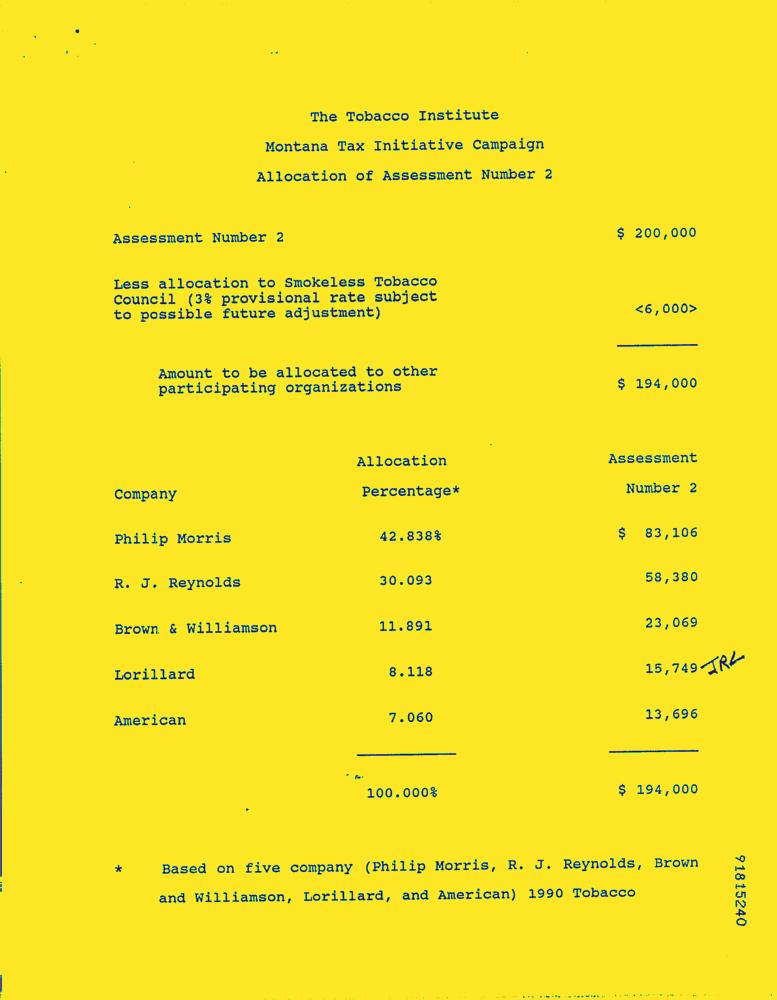 The Tobacco Institute
Montana Tax Initiative Campaign
Allocation of Assessment Number 2
Assessment Number 2 $ 200,000
Less allocation to Smokeless Tobacco
Council (3% provisional rate subject
to possible future adjustment) <6,000>
Amount to be allocated to other
participating organizations $ 194,000
Allocation Assessment
Company Percentage* Number 2
Philip Morris 42.838% $ 83,106
R. J. Reynolds 30.093 58,380
Brown & Williamson 11.891 23,069
Lorillard 8.118 15,749 JRL
American 7.060 13,696
100.000% $ 194,000
* Based on five company (Philip Morris, R. J. Reynolds, Brown
and Williamson, Lorillard, and American) 1990 Tobacco
91815240